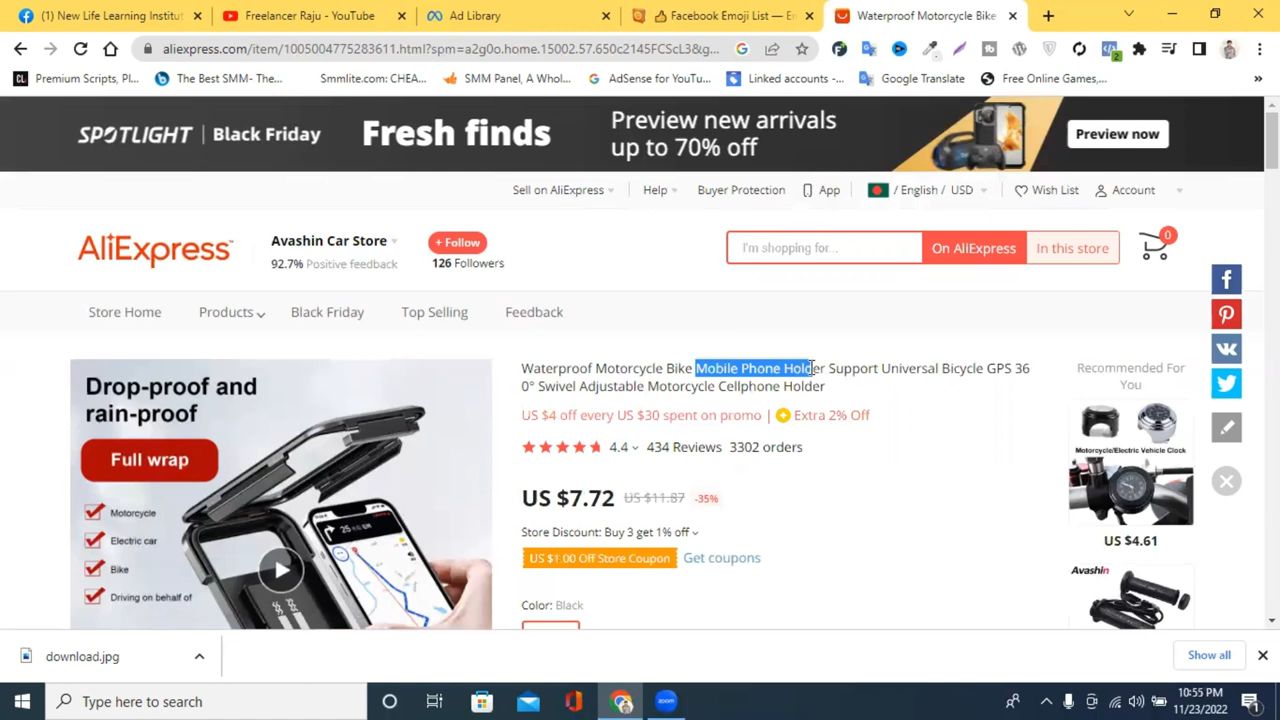 (1) New Life Learning Institut
Freelancer Raju - YouTube
Ad Library
Facebook Emoji List —
Waterproof Motorcycle Bike
aliexpress.com/item/1005004775283611.html?spm=a2g0o.home.15002.57.650c2145FCScL3&g...
2
Premium Scripts, Pl...
The Best SMM- The...
Smmlite.com: CHEA...
SMM Panel, A Whol...
AdSense for YouTu...
Linked accounts -...
Google Translate
Free Online Games,...
SPOTLIGHT | Black Friday
Fresh finds
Preview new arrivals
up to 70% off
Preview now
Sell on AliExpress
Help
Buyer Protection
App
/ English / USD
Wish List
Account
AliExpress
Avashin Car Store
92.7% Positive feedback
+ Follow
126 Followers
I'm shopping for...
On AliExpress
In this store
0
Store Home
Products
Black Friday
Top Selling
Feedback
Drop-proof and
rain-proof
Full wrap
Motorcycle
Electric car
Bike
Driving on behalf of
25
Waterproof Motorcycle Bike Mobile Phone Holder Support Universal Bicycle GPS 36
0° Swivel Adjustable Motorcycle Cellphone Holder
US $4 off every US $30 spent on promo | Extra 2% Off
4.4 434 Reviews 3302 orders
US $7.72 US $11.87 -35%
Store Discount: Buy 3 get 1% off
US $1.00 Off Store Coupon Get coupons
Color: Black
Recommended For
You
Motorcycle/Electric Vehicle Clock
US $4.61
Avashin
download.jpg
Show all
Type here to search
zoom
10:55 PM
11/23/2022
1